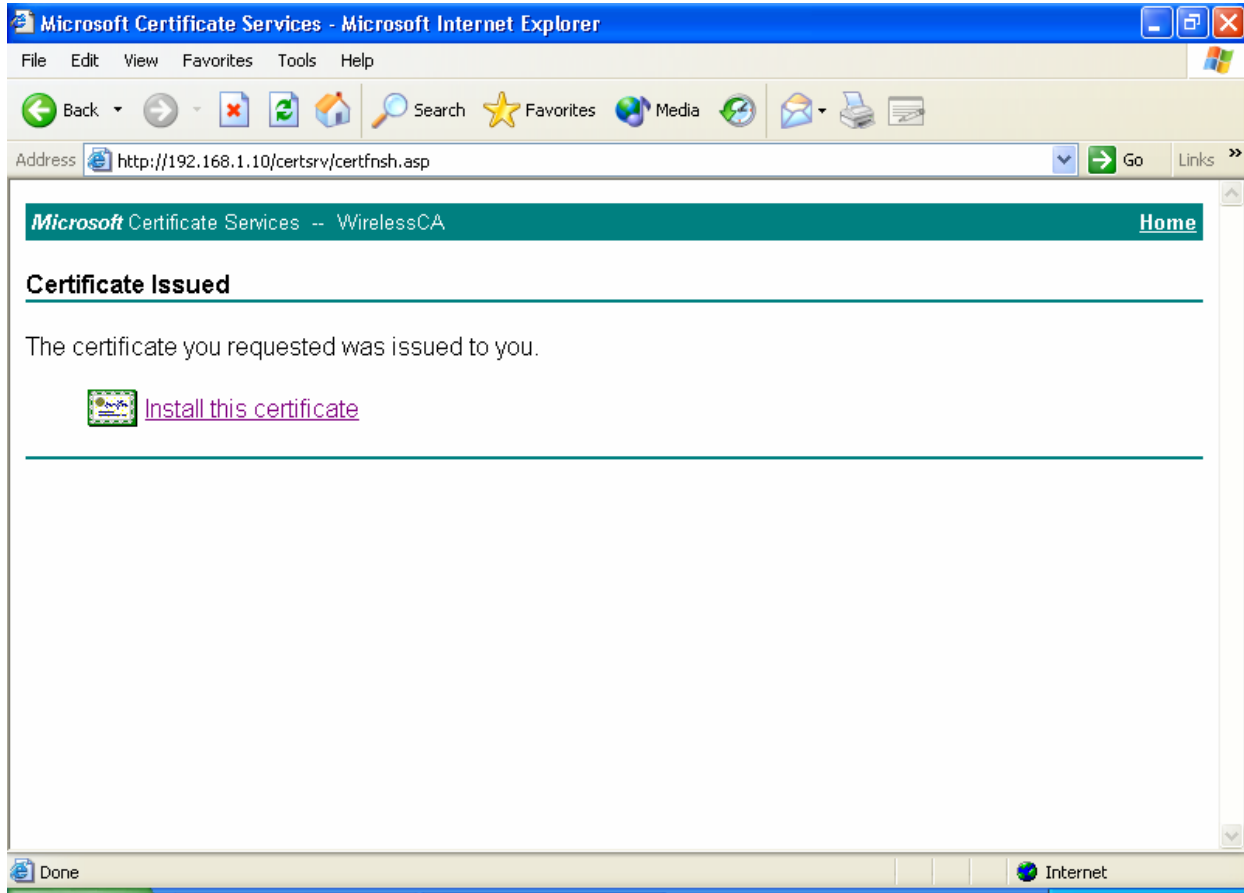 Microsoft Certificate Services - Microsoft Internet Explorer
File Edit View Favorites Tools Help
Back Search Favorites Media
Address http://192.168.1.10/certsrv/certfnsh.asp Go Links »
Microsoft Certificate Services -- WirelessCA Home
Certificate Issued
The certificate you requested was issued to you.
Install this certificate
Done Internet